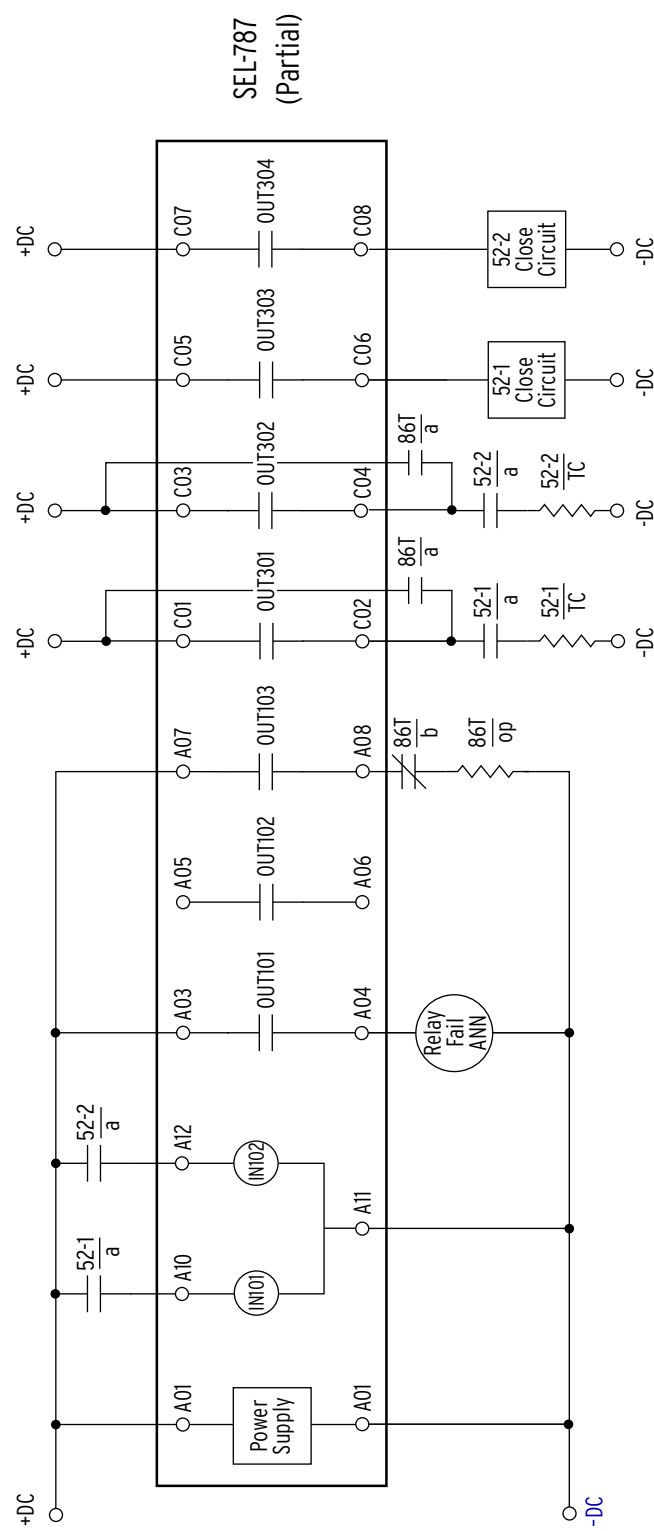 SEL-787
(Partial)
+DC
+DC
+DC
+DC
+DC
52-1
a
52-2
a
A01
A10
A12
A03
A05
A07
C01
C03
C05
C07
Power
Supply
IN101
IN102
OUT101
OUT102
OUT103
OUT301
OUT302
OUT303
OUT304
A01
A11
A04
A06
A08
C02
C04
C06
C08
Relay
Fail
ANN
86T
b
86T
op
86T
a
52-1
a
52-1
TC
86T
a
52-2
a
52-2
TC
52-1
Close
Circuit
52-2
Close
Circuit
-DC
-DC
-DC
-DC
-DC